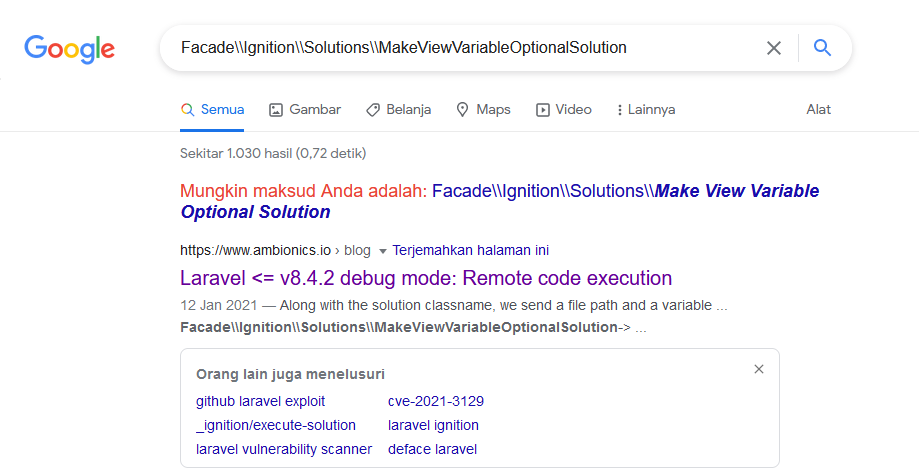 Google
Facade\\Ignition\\Solutions\\MakeViewVariableOptionalSolution
Semua Gambar Belanja Maps Video Lainnya Alat
Sekitar 1.030 hasil (0,72 detik)
Mungkin maksud Anda adalah: Facade\\Ignition\\Solutions\\Make View Variable
Optional Solution
https://www.ambionics.io › blog Terjemahkan halaman ini
Laravel <= v8.4.2 debug mode: Remote code execution
12 Jan 2021 — Along with the solution classname, we send a file path and a variable ...
Facade\\Ignition\\Solutions\\MakeViewVariableOptionalSolution-> ...
Orang lain juga menelusuri
github laravel exploit cve-2021-3129
_ignition/execute-solution laravel ignition
laravel vulnerability scanner deface laravel